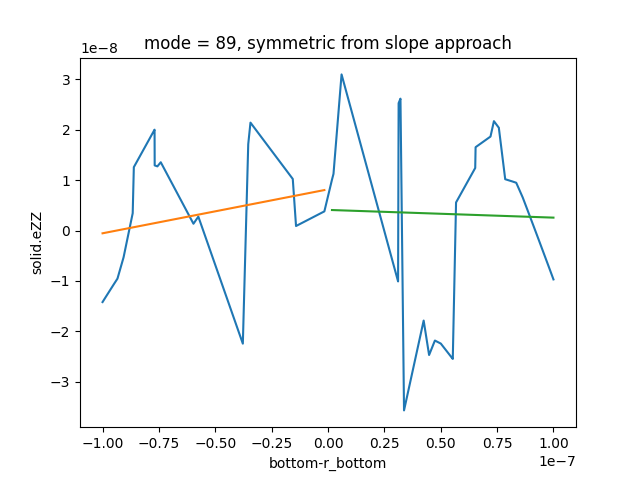 mode = 89, symmetric from slope approach
1e−8
3
2
1
0
−1
−2
−3
solid.eZZ
−1.00 −0.75 −0.50 −0.25 0.00 0.25 0.50 0.75 1.00
1e−7
bottom-r_bottom